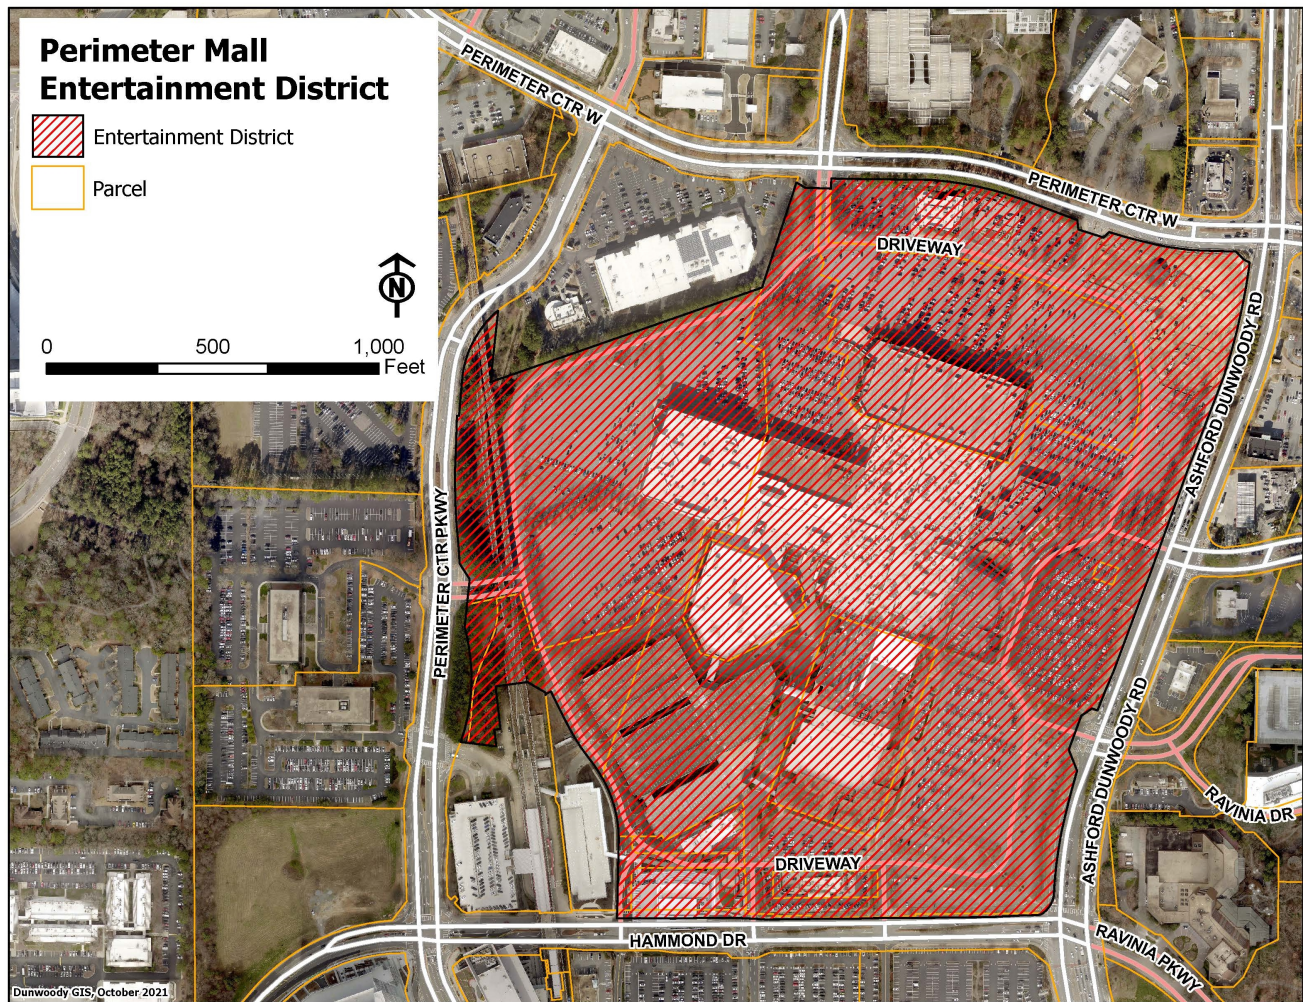 Perimeter Mall
Entertainment District
Entertainment District
Parcel
N
0 500 1,000
Feet
PERIMETER CTR W
PERIMETER CTR W
DRIVEWAY
ASHFORD DUNWOODY RD
PERIMETER CTR PKWY
ASHFORD DUNWOODY RD
RAVINIA DR
DRIVEWAY
HAMMOND DR
RAVINIA PKWY
Dunwoody GIS, October 2021